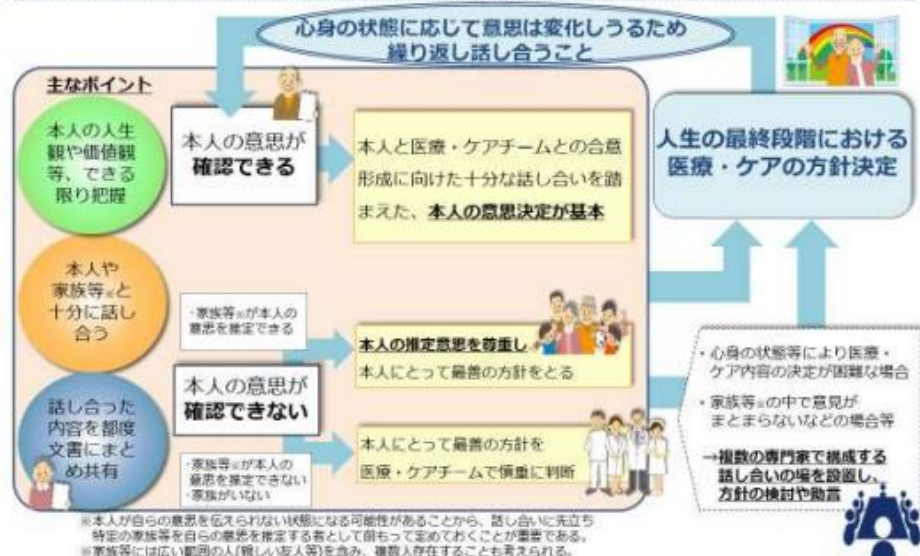 心身の状態に応じて意思は変化しうるため
繰り返し話し合うこと
主なポイント
本人の人生
観や価値観
等、できる
限り把握
本人や
家族等※と
十分に話し
合う
話し合った
内容を都度
文書にまと
め共有
本人の意思が
確認できる
本人と医療・ケアチームとの合意
形成に向けた十分な話し合いを踏
まえた、本人の意思決定が基本
・家族等※が本人の
意思を推定できる
本人の意思が
確認できない
・家族等※が本人の
意思を推定できない
・家族がいない
本人の推定意思を尊重し
本人にとって最善の方針をとる
本人にとって最善の方針を
医療・ケアチームで慎重に判断
人生の最終段階における
医療・ケアの方針決定
・心身の状態等により医療・
ケア内容の決定が困難な場合
・家族等※の中で意見が
まとまらないなどの場合等
→複数の専門家で構成する
話し合いの場を設置し、
方針の検討や助言
※本人が自らの意思を伝えられない状態になる可能性があることから、話し合いに先立ち
特定の家族等を自らの意思を推定する者として前もって定めておくことが重要である。
※家族等には広い範囲の人(親しい友人等)を含み、複数人存在することも考えられる。